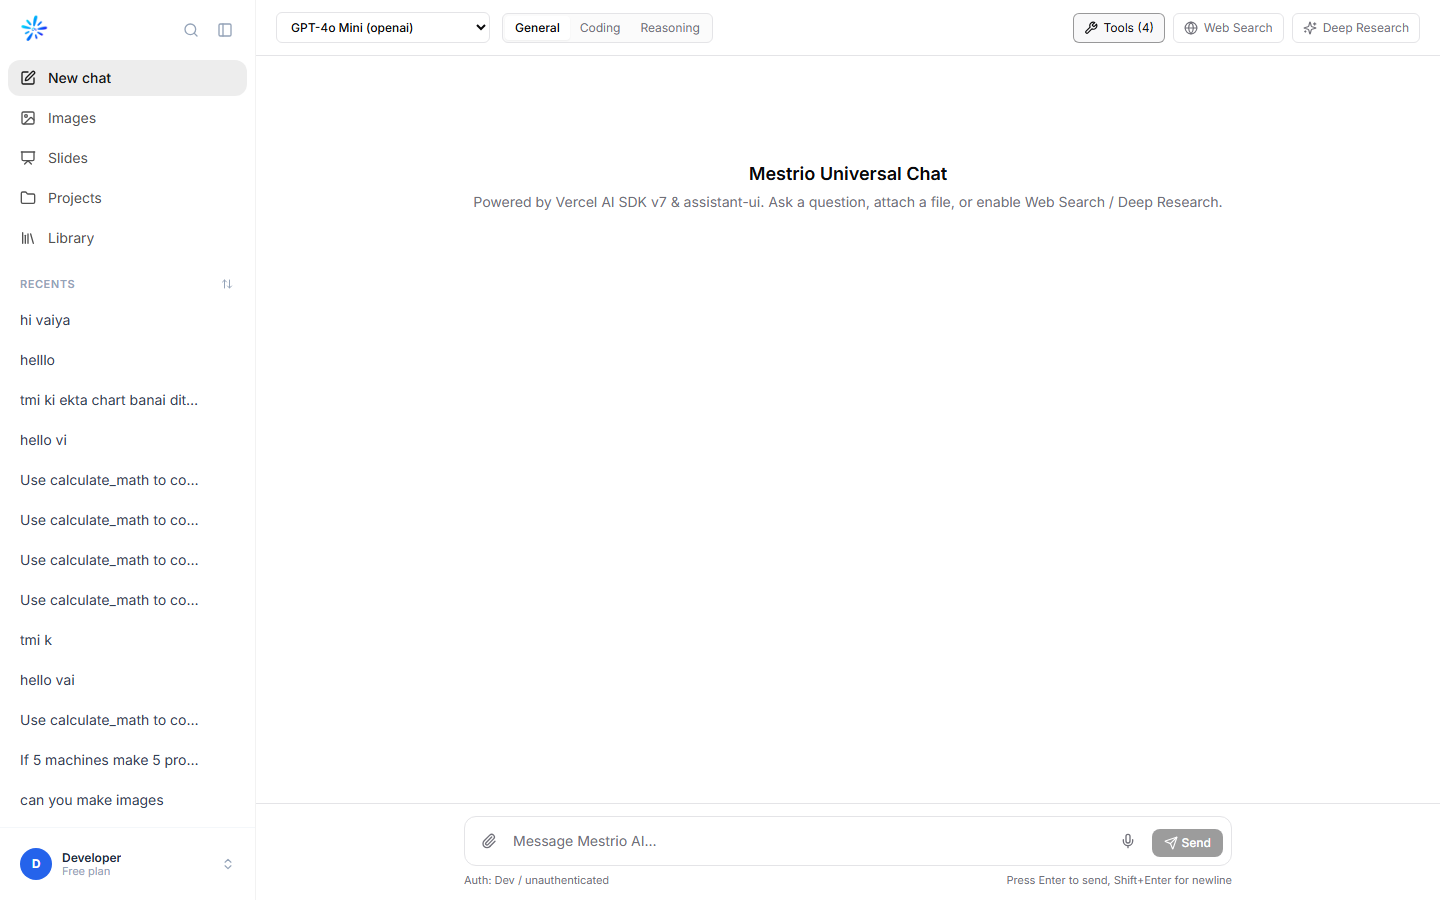 GPT-4o Mini (openai)
General
Coding
Reasoning
Tools (4)
Web Search
Deep Research
New chat
Images
Slides
Projects
Library
RECENTS
hi vaiya
helllo
tmi ki ekta chart banai dit...
hello vi
Use calculate_math to co...
Use calculate_math to co...
Use calculate_math to co...
Use calculate_math to co...
tmi k
hello vai
Use calculate_math to co...
If 5 machines make 5 pro...
can you make images
D
Developer
Free plan
Mestrio Universal Chat
Powered by Vercel AI SDK v7 & assistant-ui. Ask a question, attach a file, or enable Web Search / Deep Research.
Message Mestrio AI...
Send
Auth: Dev / unauthenticated
Press Enter to send, Shift+Enter for newline